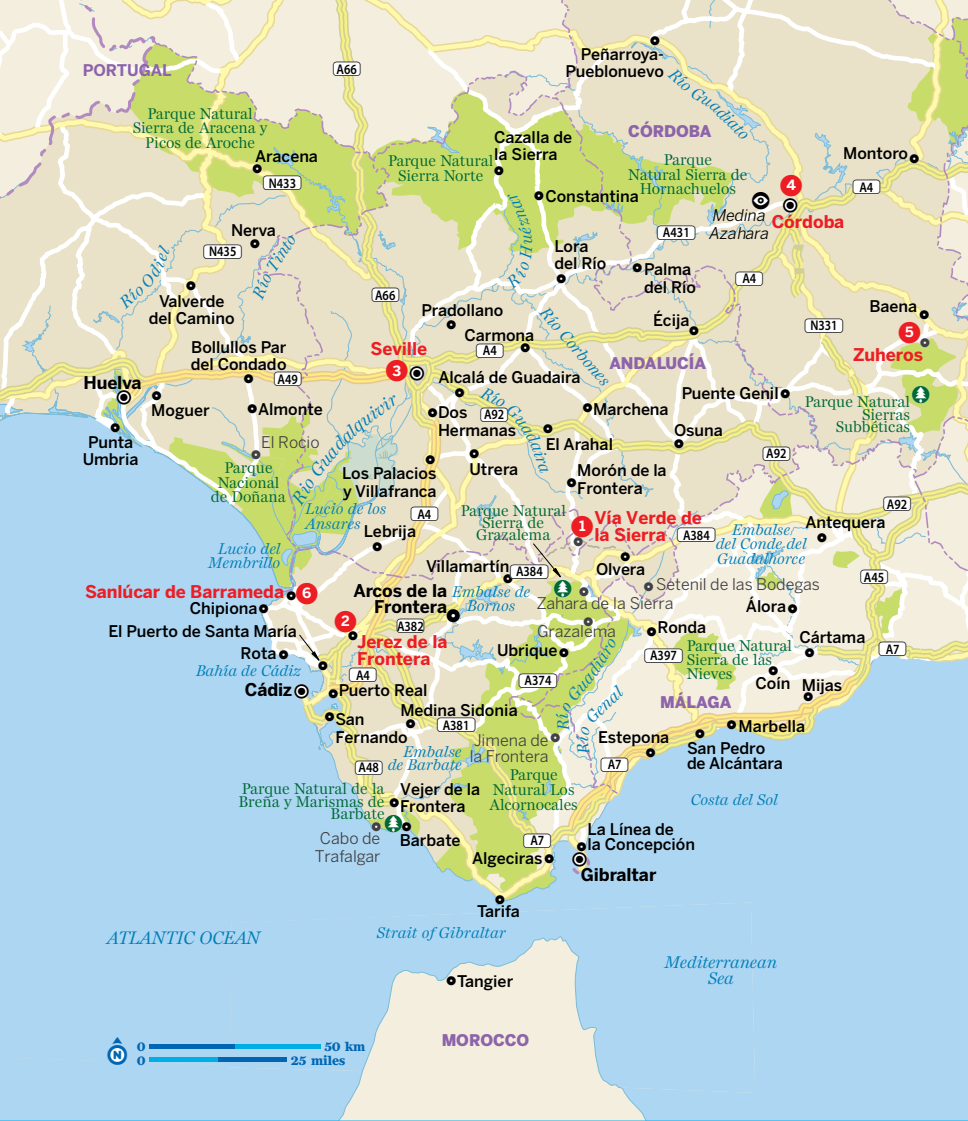 Peñarroya-
Pueblonuevo
Río Guadiato
PORTUGAL
A66
Parque Natural
Sierra de Aracena y
Picos de Aroche
Aracena
N433
Parque Natural
Sierra Norte
Cazalla de
la Sierra
Constantina
CÓRDOBA
Parque
Natural Sierra de
Hornachuelos
Montoro
A4
4
Córdoba
Medina
Azahara
A431
Nerva
N435
Río Odiel
Río Tinto
Río Huéznar
Lora
del Río
Palma
del Río
A4
Valverde
del Camino
A66
Pradollano
Río Corbones
Écija
N331
Baena
5
Zuheros
Bollullos Par
del Condado
Seville
3
Carmona
A4
ANDALUCÍA
A49
Huelva
Moguer
Almonte
Alcalá de Guadaira
Dos
Hermanas
A92
Río Guadaira
Marchena
Puente Genil
Parque Natural
Sierras
Subbéticas
Punta
Umbria
El Rocio
Río Guadalquivir
El Arahal
Osuna
A92
Parque
Nacional
de Doñana
Los Palacios
y Villafranca
Utrera
Morón de la
Frontera
Lucio de los
Ansares
A4
Parque Natural
Sierra de
Grazalema
1
Vía Verde de
la Sierra
A384
A92
Antequera
Embalse
del Conde del
Guadalhorce
Lebrija
Lucio del
Membrillo
Villamartín
A384
Olvera
A45
Sanlúcar de Barrameda
6
Chipiona
Arcos de la
Frontera
Embalse de
Bornos
Zahara de la Sierra
Setenil de las Bodegas
Álora
2
A382
Jerez de la
Frontera
El Puerto de Santa María
Grazalema
Ronda
Cártama
Rota
Ubrique
A397
Parque Natural
Sierra de las
Nieves
A7
Bahía de Cádiz
A4
A374
Río Guadiaro
Coín
Mijas
Cádiz
Puerto Real
Río Genal
MÁLAGA
San
Fernando
Medina Sidonia
A381
Jimena de
la Frontera
Estepona
Marbella
San Pedro
de Alcántara
Embalse
de Barbate
A48
A7
Parque Natural de la
Breña y Marismas de
Barbate
Vejer de la
Frontera
Parque
Natural Los
Alcornocales
Costa del Sol
Cabo de
Trafalgar
Barbate
A7
La Línea de
la Concepción
Algeciras
Gibraltar
Tarifa
ATLANTIC OCEAN
Strait of Gibraltar
Mediterranean
Sea
Tangier
MOROCCO
N
0 50 km
0 25 miles